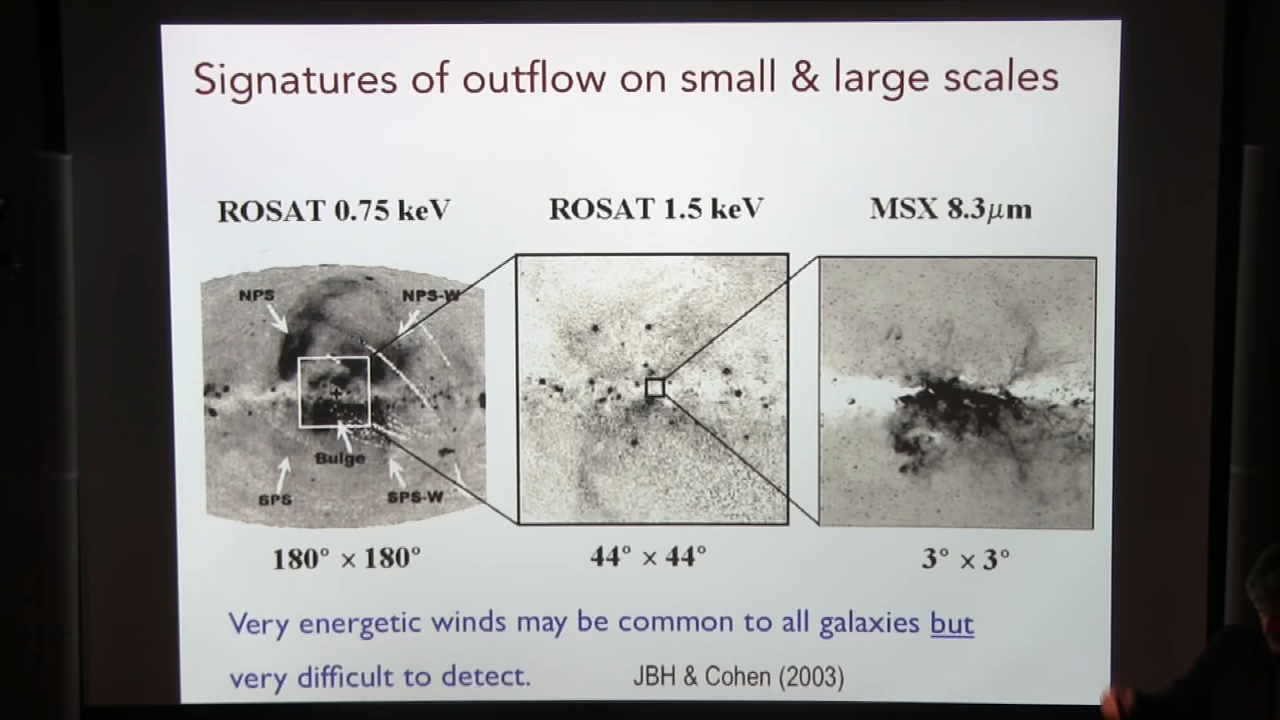 Signatures of outflow on small & large scales
ROSAT 0.75 keV
ROSAT 1.5 keV
MSX 8.3μm
NPS
NPS-W
Bulge
SPS
SPS-W
180° × 180°
44° × 44°
3° × 3°
Very energetic winds may be common to all galaxies but
very difficult to detect.
JBH & Cohen (2003)